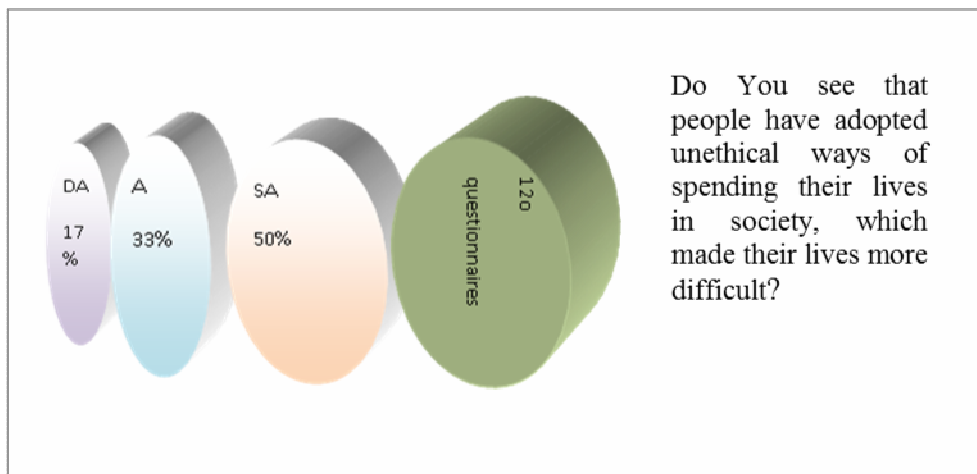 DA
17
%
A
33%
SA
50%
12o
questionnaires
Do You see that
people have adopted
unethical ways of
spending their lives
in society, which
made their lives more
difficult?